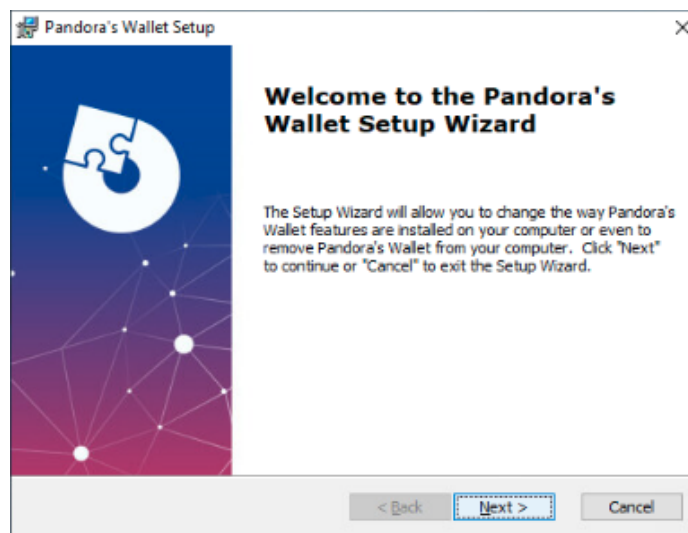 Pandora's Wallet Setup
Welcome to the Pandora's
Wallet Setup Wizard
The Setup Wizard will allow you to change the way Pandora's
Wallet features are installed on your computer or even to
remove Pandora's Wallet from your computer.  Click "Next"
to continue or "Cancel" to exit the Setup Wizard.
< Back
Next >
Cancel